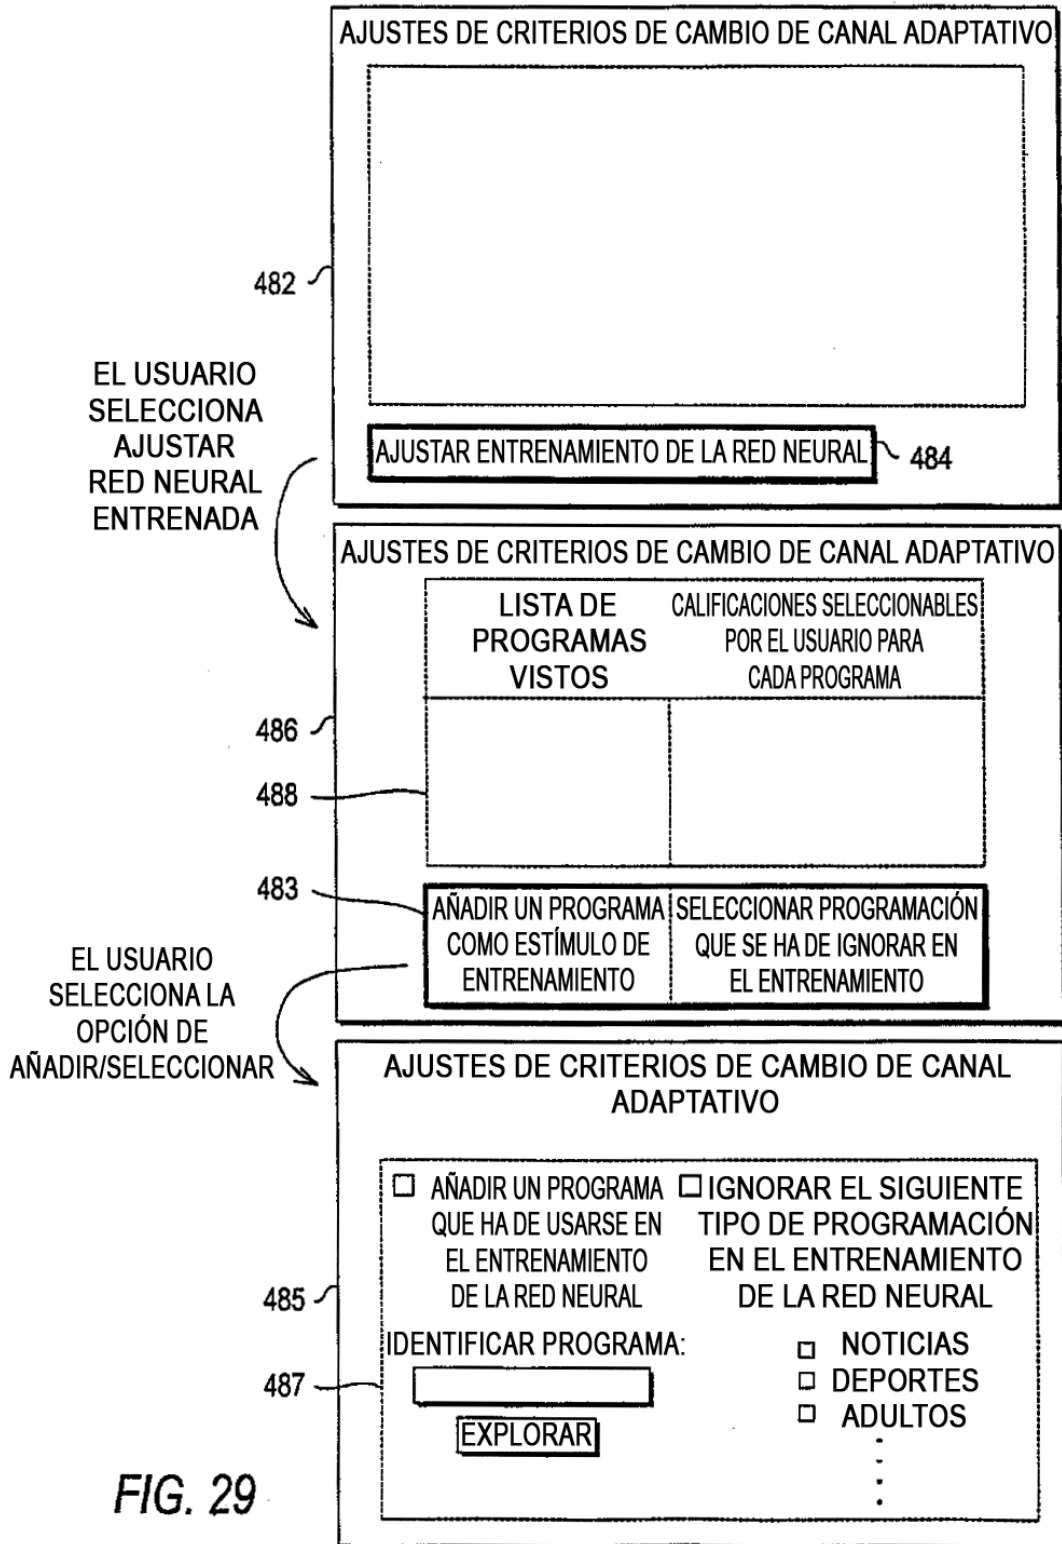 AJUSTES DE CRITERIOS DE CAMBIO DE CANAL ADAPTATIVO
482
EL USUARIO
SELECCIONA
AJUSTAR
RED NEURAL
ENTRENADA
AJUSTAR ENTRENAMIENTO DE LA RED NEURAL
484
AJUSTES DE CRITERIOS DE CAMBIO DE CANAL ADAPTATIVO
LISTA DE
PROGRAMAS
VISTOS
CALIFICACIONES SELECCIONABLES
POR EL USUARIO PARA
CADA PROGRAMA
486
488
483
AÑADIR UN PROGRAMA
COMO ESTÍMULO DE
ENTRENAMIENTO
SELECCIONAR PROGRAMACIÓN
QUE SE HA DE IGNORAR EN
EL ENTRENAMIENTO
EL USUARIO
SELECCIONA LA
OPCIÓN DE
AÑADIR/SELECCIONAR
AJUSTES DE CRITERIOS DE CAMBIO DE CANAL
ADAPTATIVO
AÑADIR UN PROGRAMA
QUE HA DE USARSE EN
EL ENTRENAMIENTO
DE LA RED NEURAL
IGNORAR EL SIGUIENTE
TIPO DE PROGRAMACIÓN
EN EL ENTRENAMIENTO
DE LA RED NEURAL
485
IDENTIFICAR PROGRAMA:
487
EXPLORAR
NOTICIAS
DEPORTES
ADULTOS
FIG. 29